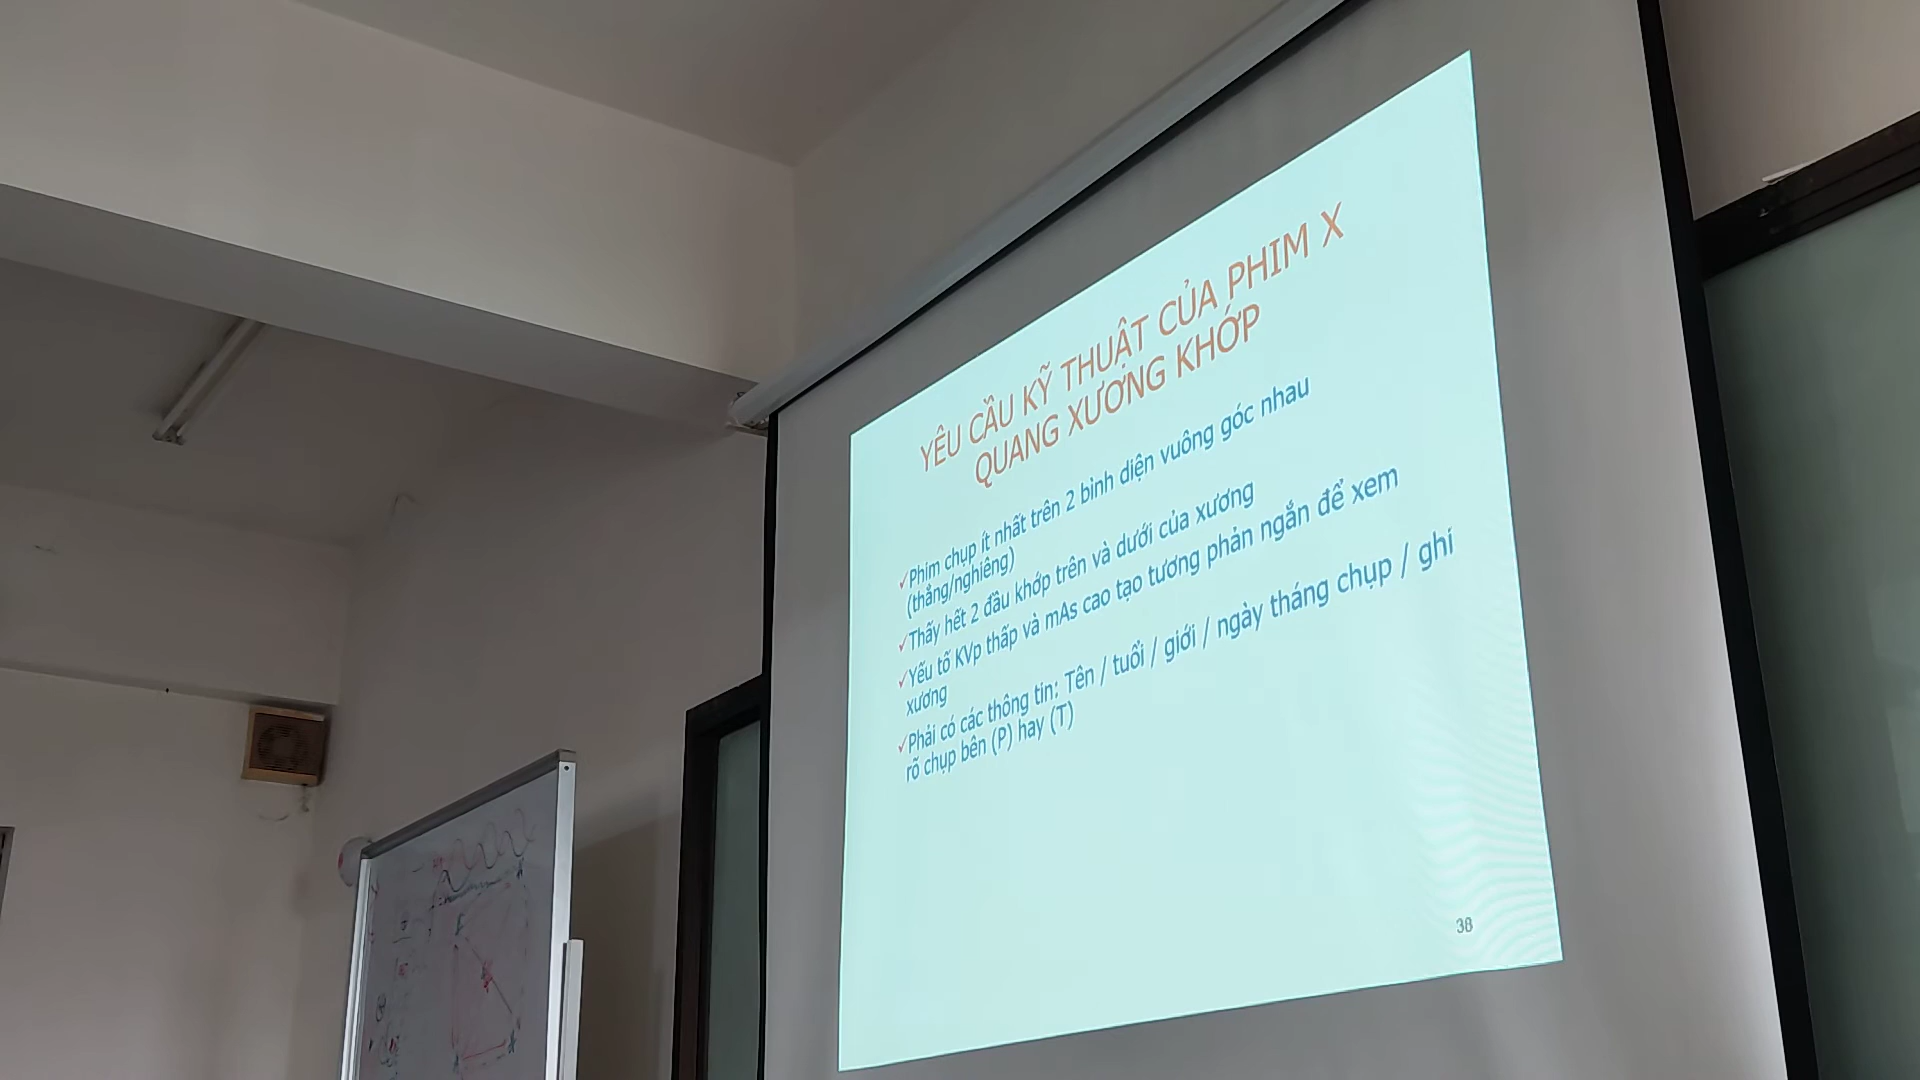 YÊU CẦU KỸ THUẬT CỦA PHIM X
QUANG XƯƠNG KHỚP
✓Phim chụp ít nhất trên 2 bình diện vuông góc nhau
(thẳng/nghiêng)
✓Thấy hết 2 đầu khớp trên và dưới của xương
✓Yếu tố KVp thấp và mAs cao tạo tương phản ngắn để xem
xương
✓Phải có các thông tin: Tên / tuổi / giới / ngày tháng chụp / ghi
rõ chụp bên (P) hay (T)
38